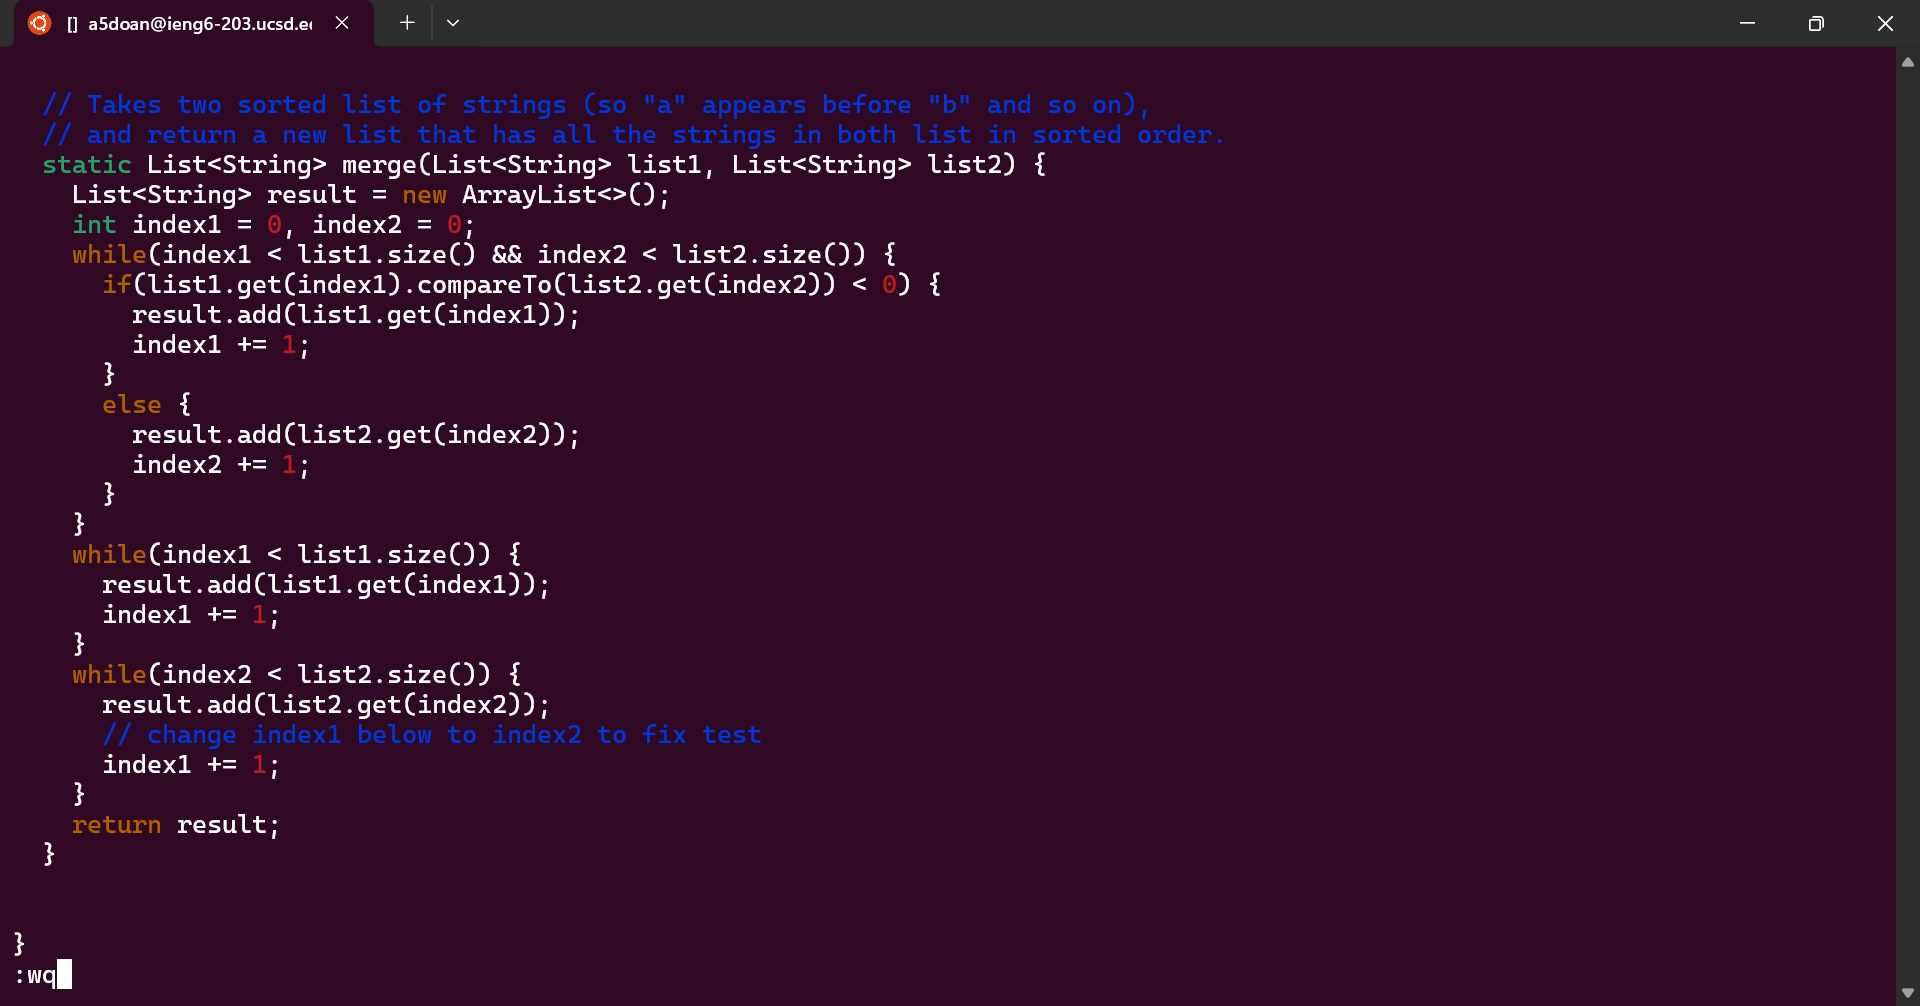 [] a5doan@ieng6-203.ucsd.e
// Takes two sorted list of strings (so "a" appears before "b" and so on),
// and return a new list that has all the strings in both list in sorted order.
static List<String> merge(List<String> list1, List<String> list2) {
List<String> result = new ArrayList<>();
int index1 = 0, index2 = 0;
while(index1 < list1.size() && index2 < list2.size()) {
if(list1.get(index1).compareTo(list2.get(index2)) < 0) {
result.add(list1.get(index1));
index1 += 1;
}
else {
result.add(list2.get(index2));
index2 += 1;
}
}
while(index1 < list1.size()) {
result.add(list1.get(index1));
index1 += 1;
}
while(index2 < list2.size()) {
result.add(list2.get(index2));
// change index1 below to index2 to fix test
index1 += 1;
}
return result;
}
}
:wq